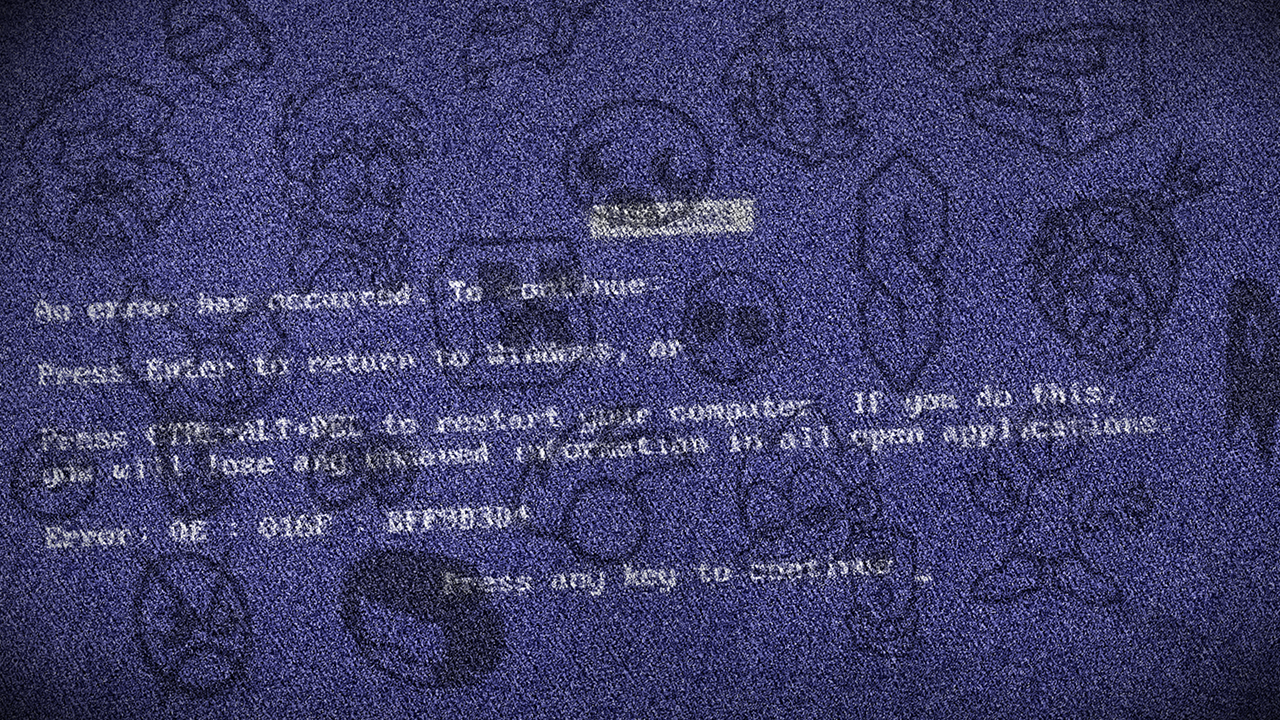 An error has occurred. To continue:
Press Enter to return to Windows, or
Press CTRL+ALT+DEL to restart your computer. If you do this,
you will lose any unsaved information in all open applications.
Error: 0E : 016F : BFF9B3D4
Press any key to continue _